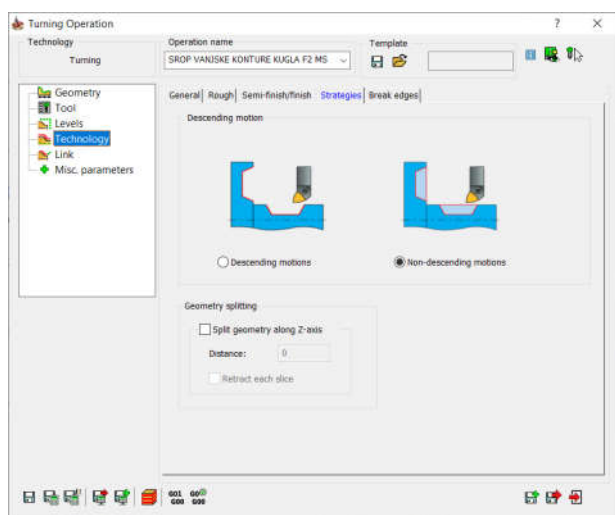 Turning Operation
Technology
Turning
Operation name
SROP VANJSKE KONTURE KUGLA F2 MS
Template
Geometry
Tool
Levels
Technology
Link
Misc. parameters
General
Rough
Semi-finish/finish
Strategies
Break edges
Descending motion
Descending motions
Non-descending motions
Geometry splitting
Split geometry along Z-axis
Distance:
0
Retract each slice
G01
G00
G0
G00